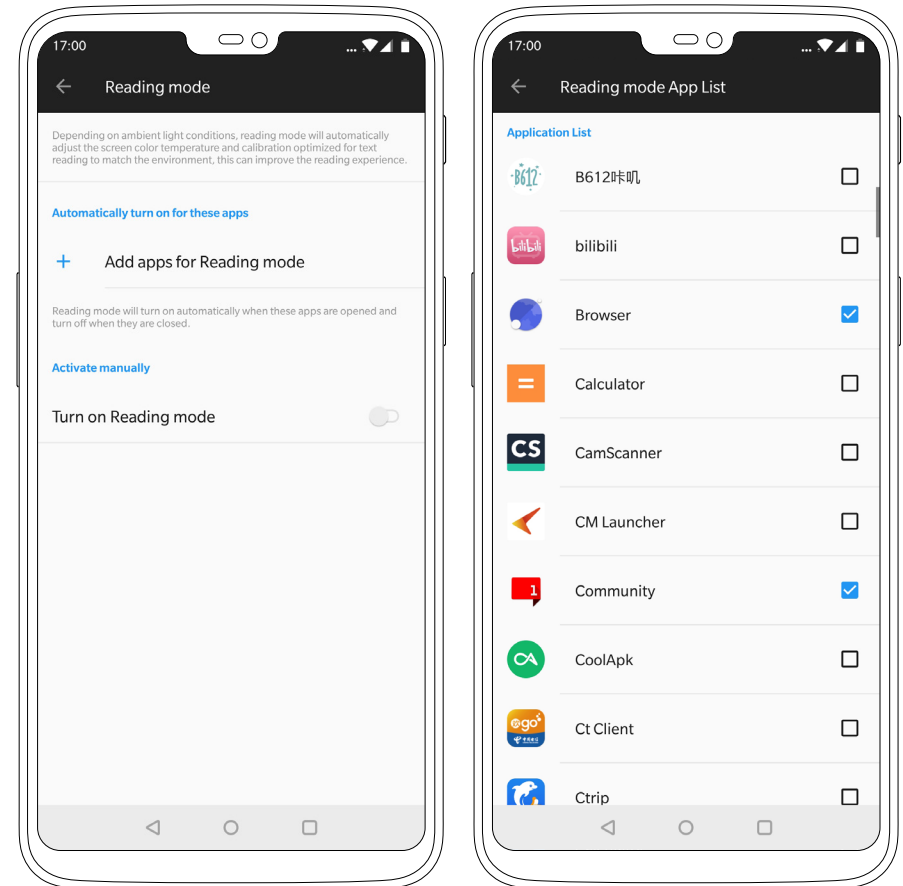 17:00
Reading mode
Depending on ambient light conditions, reading mode will automatically
adjust the screen color temperature and calibration optimized for text
reading to match the environment, this can improve the reading experience.
Automatically turn on for these apps
Add apps for Reading mode
Reading mode will turn on automatically when these apps are opened and
turn off when they are closed.
Activate manually
Turn on Reading mode
17:00
Reading mode App List
Application List
B612
B612咔叽
bilibili
bilibili
Browser
Calculator
CS
CamScanner
CM Launcher
1
Community
CoolApk
go
Ct Client
Ctrip